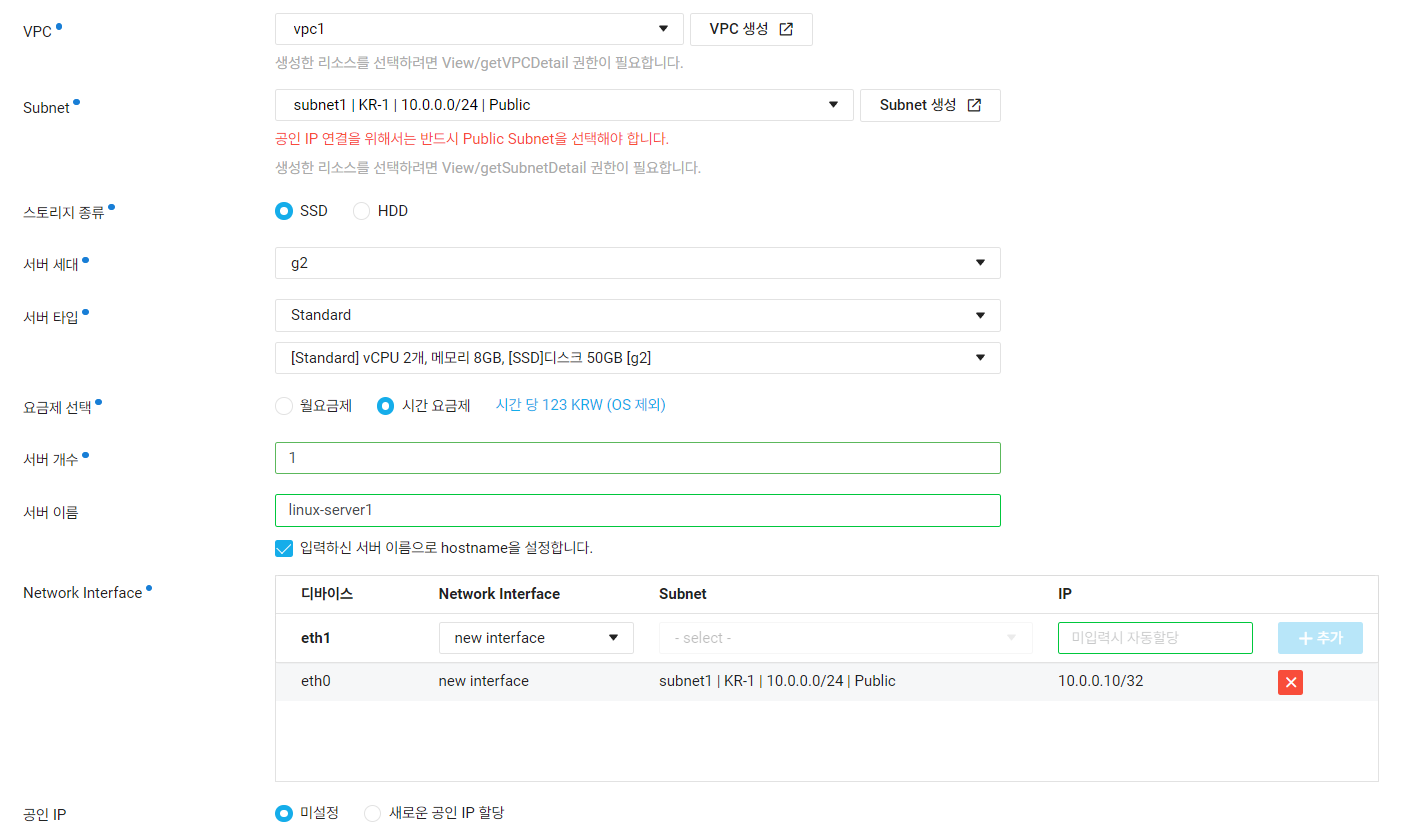 VPC
vpc1
VPC 생성
생성한 리소스를 선택하려면 View/getVPCDetail 권한이 필요합니다.
Subnet
subnet1 | KR-1 | 10.0.0.0/24 | Public
Subnet 생성
공인 IP 연결을 위해서는 반드시 Public Subnet을 선택해야 합니다.
생성한 리소스를 선택하려면 View/getSubnetDetail 권한이 필요합니다.
스토리지 종류
SSD HDD
서버 세대
g2
서버 타입
Standard
[Standard] vCPU 2개, 메모리 8GB, [SSD]디스크 50GB [g2]
요금제 선택
월요금제 시간 요금제 시간 당 123 KRW (OS 제외)
서버 개수
1
서버 이름
linux-server1
입력하신 서버 이름으로 hostname을 설정합니다.
Network Interface
디바이스 Network Interface Subnet IP
eth1 new interface - select - 미입력시 자동할당 + 추가
eth0 new interface subnet1 | KR-1 | 10.0.0.0/24 | Public 10.0.0.10/32
공인 IP
미설정 새로운 공인 IP 할당